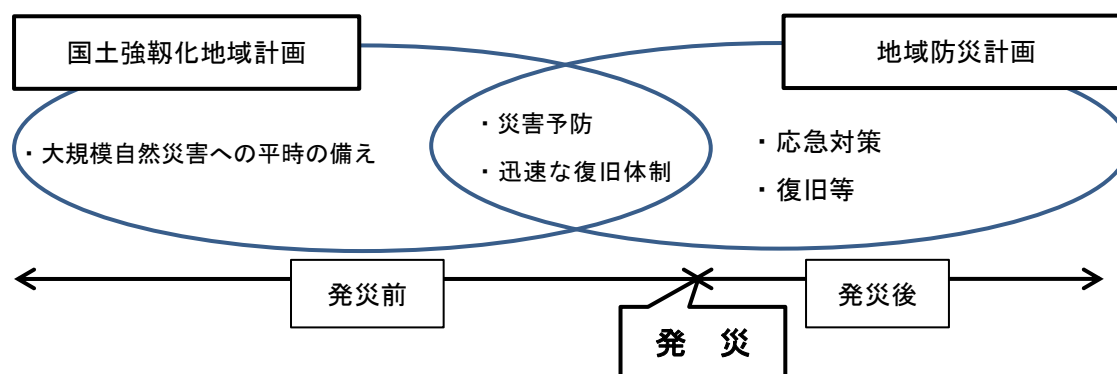 国土強靱化地域計画
地域防災計画
・大規模自然災害への平時の備え
・災害予防
・迅速な復旧体制
・応急対策
・復旧等
発災前
発災後
発 災